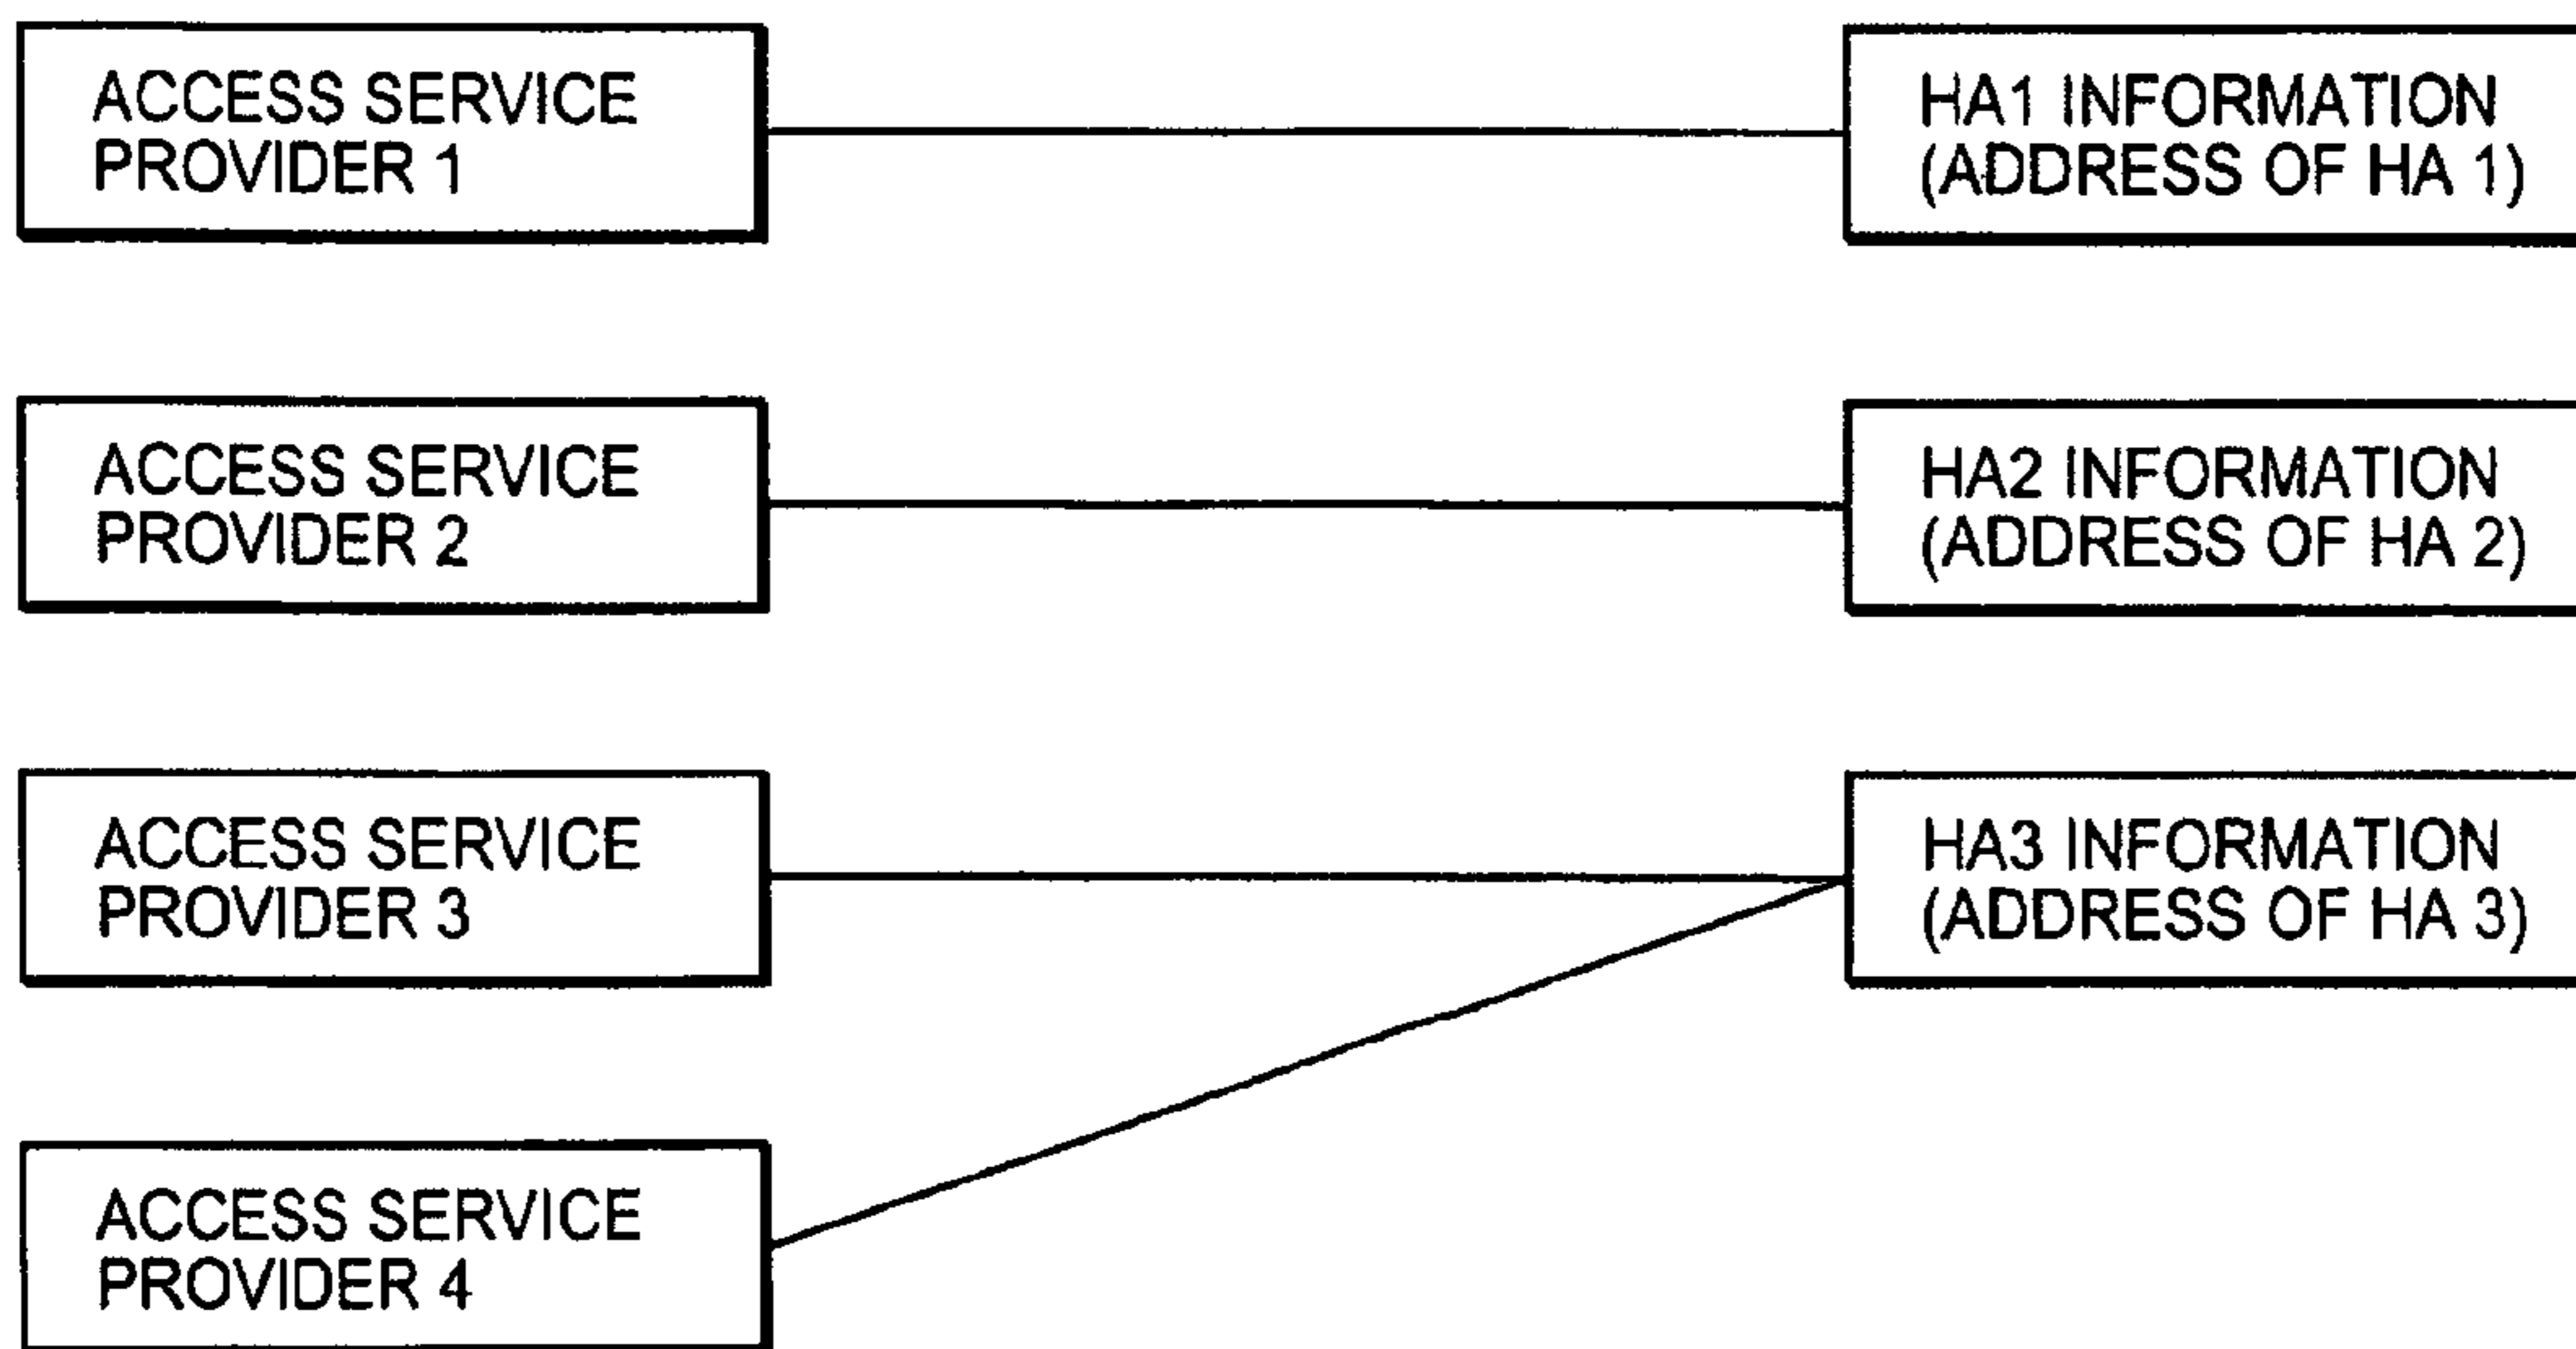 ACCESS SERVICE
PROVIDER 1
HA1 INFORMATION
(ADDRESS OF HA 1)
ACCESS SERVICE
PROVIDER 2
HA2 INFORMATION
(ADDRESS OF HA 2)
ACCESS SERVICE
PROVIDER 3
HA3 INFORMATION
(ADDRESS OF HA 3)
ACCESS SERVICE
PROVIDER 4